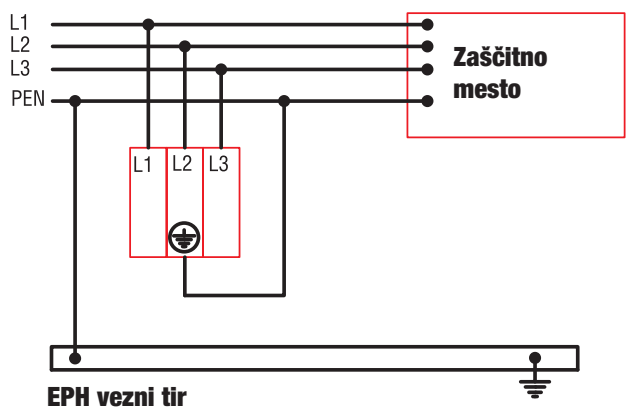 L1
L2
L3
PEN
Zaščitno
mesto
L1 L2 L3
EPH vezni tir